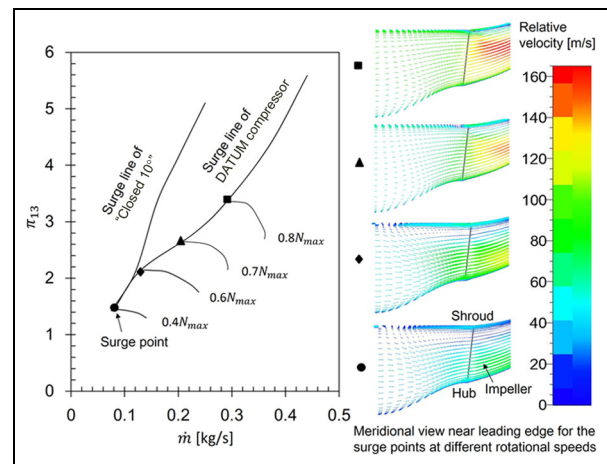 6
5
4
3
2
1
0
π13
0
0.1
0.2
0.3
0.4
0.5
ṁ [kg/s]
Surge line of
"Closed 10°"
Surge line of
DATUM compressor
0.8Nmax
0.7Nmax
0.6Nmax
0.4Nmax
Surge point
Shroud
Hub
Impeller
Relative
velocity [m/s]
160
140
120
100
80
60
40
20
0
Meridional view near leading edge for the
surge points at different rotational speeds